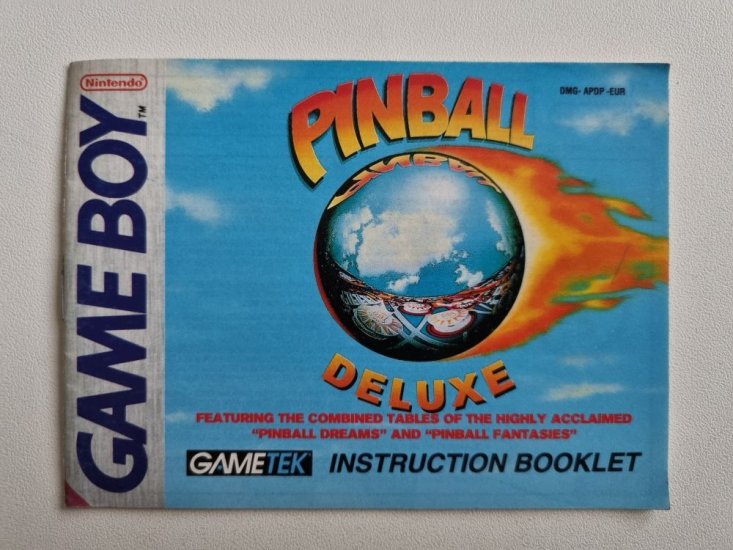 Nintendo
GAME BOY™
DMG- APDP -EUR
PINBALL
DELUXE
FEATURING THE COMBINED TABLES OF THE HIGHLY ACCLAIMED
“PINBALL DREAMS” AND “PINBALL FANTASIES”
GAMETEK INSTRUCTION BOOKLET